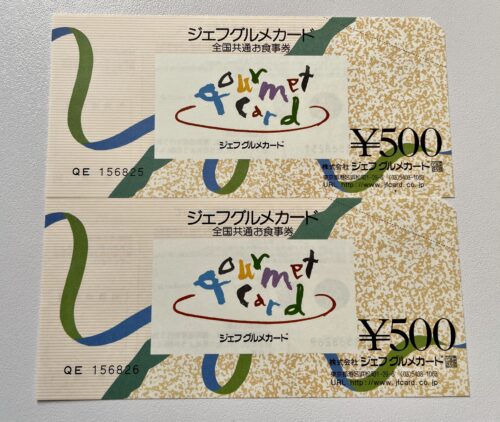 ジェフグルメカード
全国共通お食事券
gourmet
card
ジェフグルメカード
¥500
QE 156825
株式会社 ジェフグルメカード
URL http://www.jfcard.co.jp
ジェフグルメカード
全国共通お食事券
gourmet
card
ジェフグルメカード
¥500
QE 156826
株式会社 ジェフグルメカード
URL http://www.jfcard.co.jp